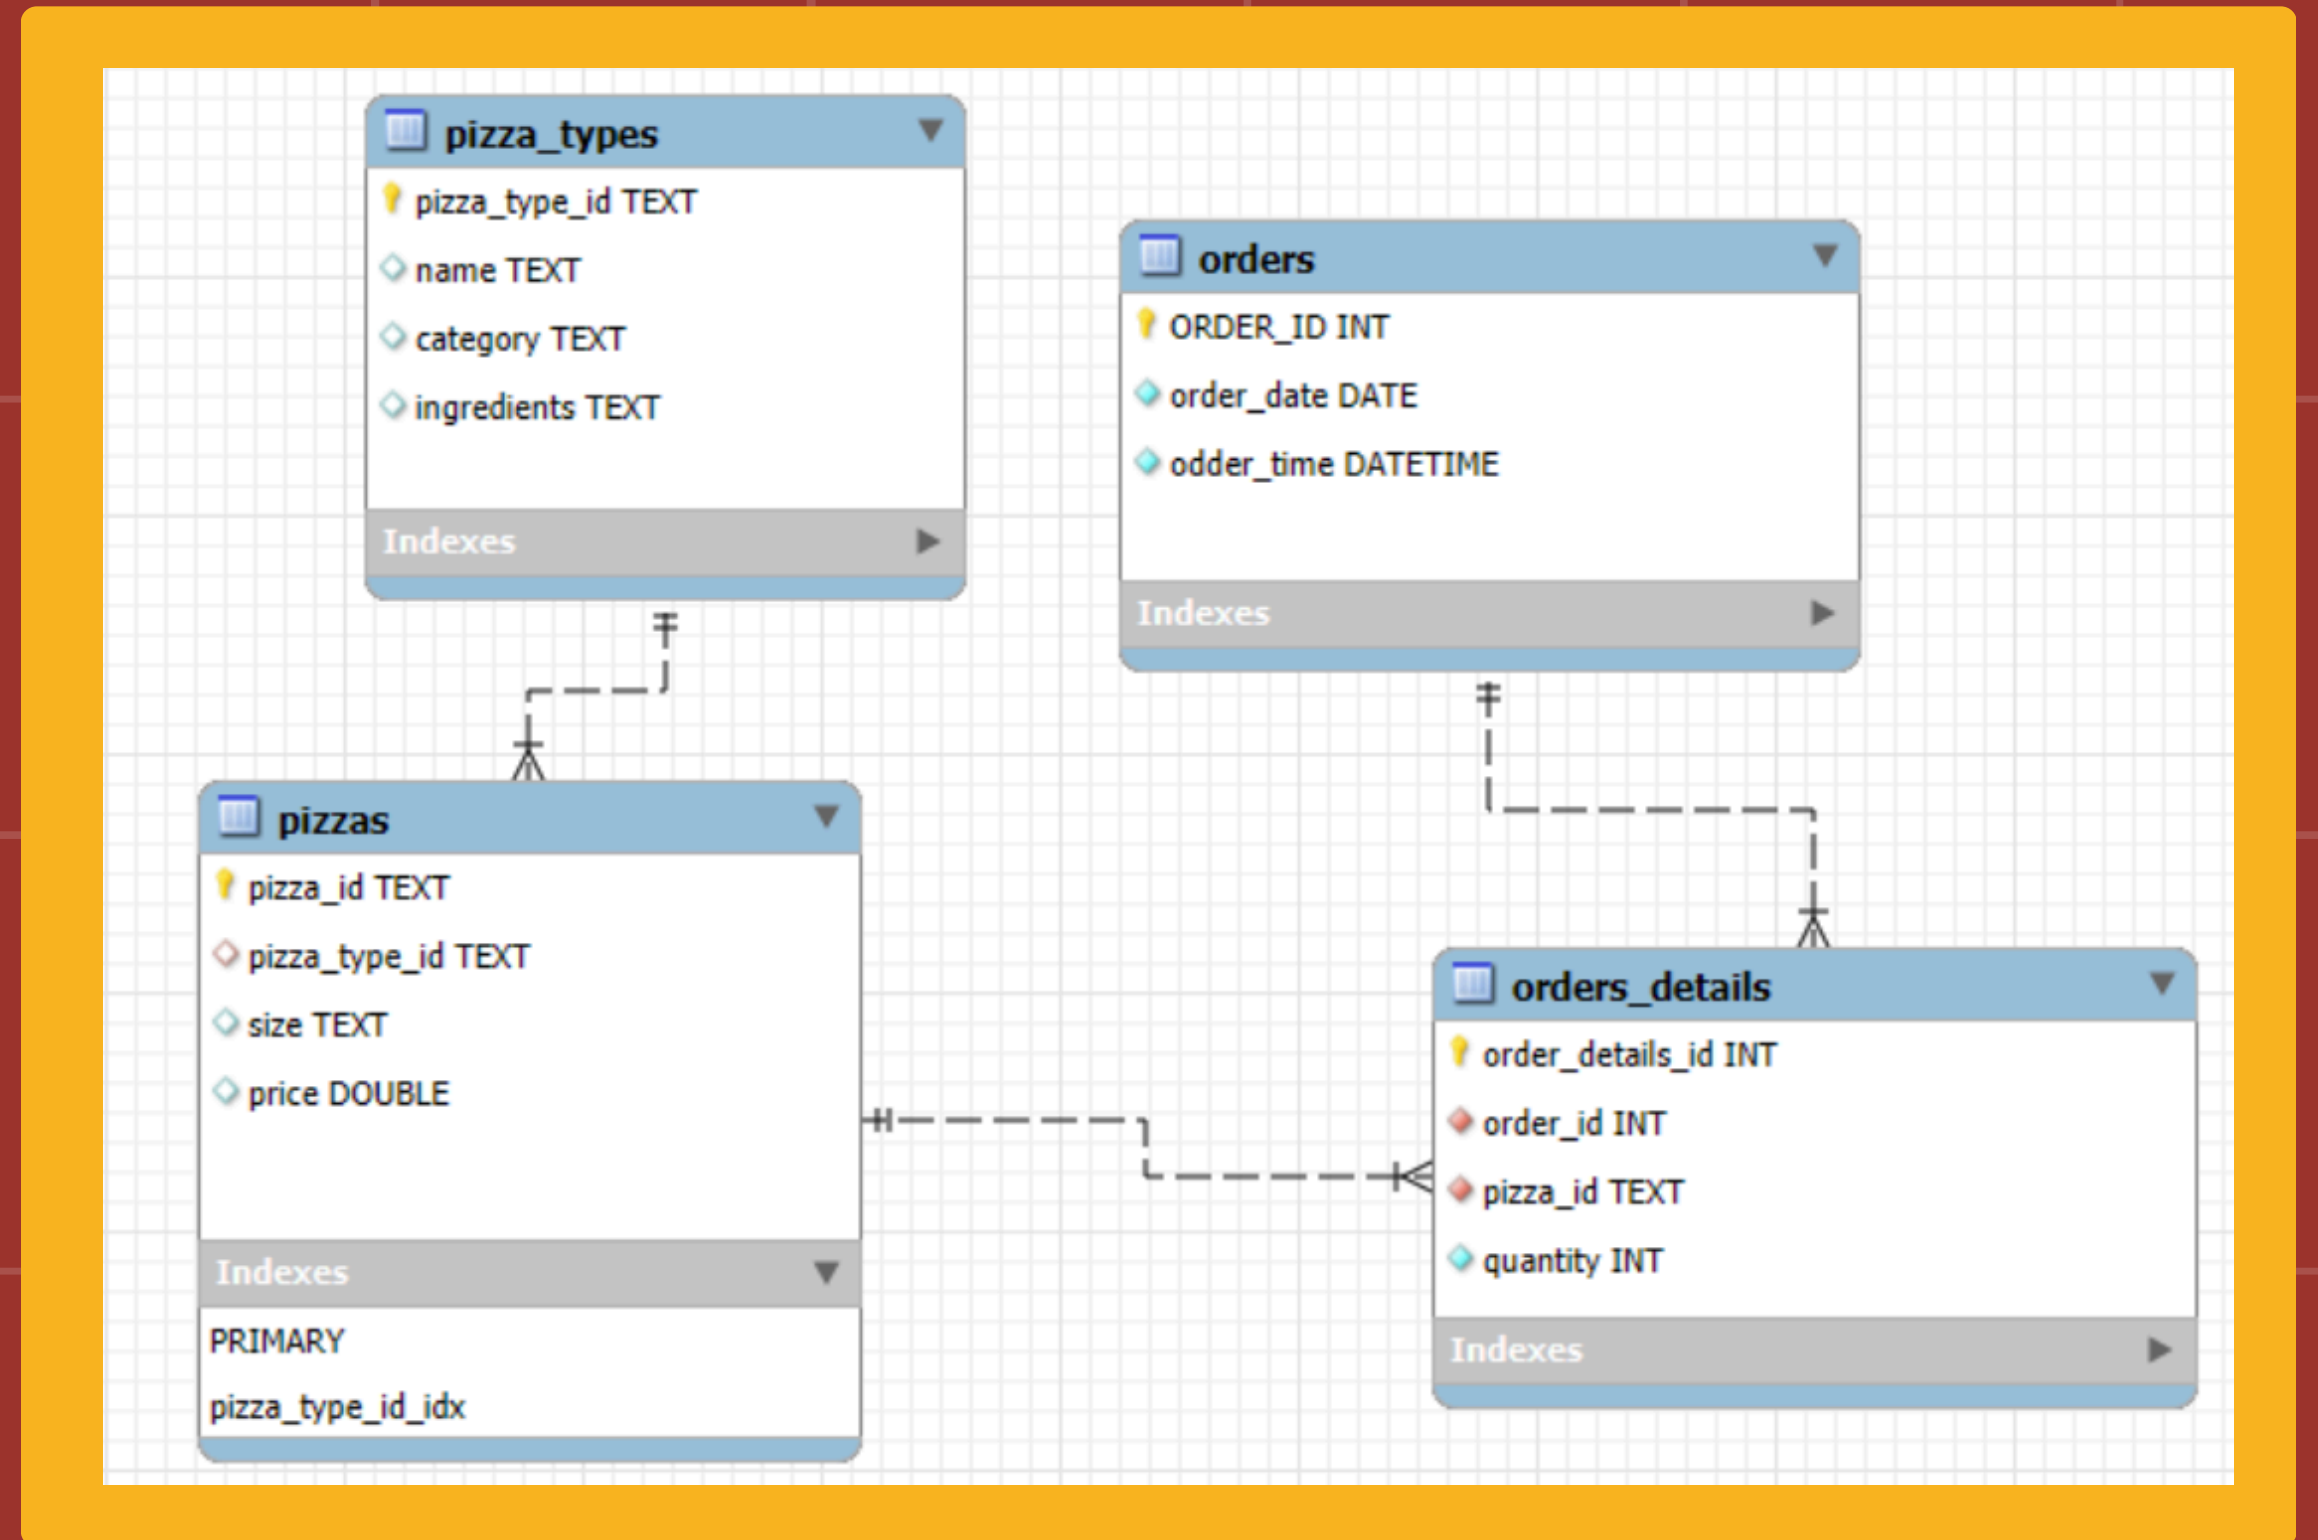 pizza_types
pizza_type_id TEXT
name TEXT
category TEXT
ingredients TEXT
Indexes
orders
ORDER_ID INT
order_date DATE
odder_time DATETIME
Indexes
pizzas
pizza_id TEXT
pizza_type_id TEXT
size TEXT
price DOUBLE
Indexes
PRIMARY
pizza_type_id_idx
orders_details
order_details_id INT
order_id INT
pizza_id TEXT
quantity INT
Indexes